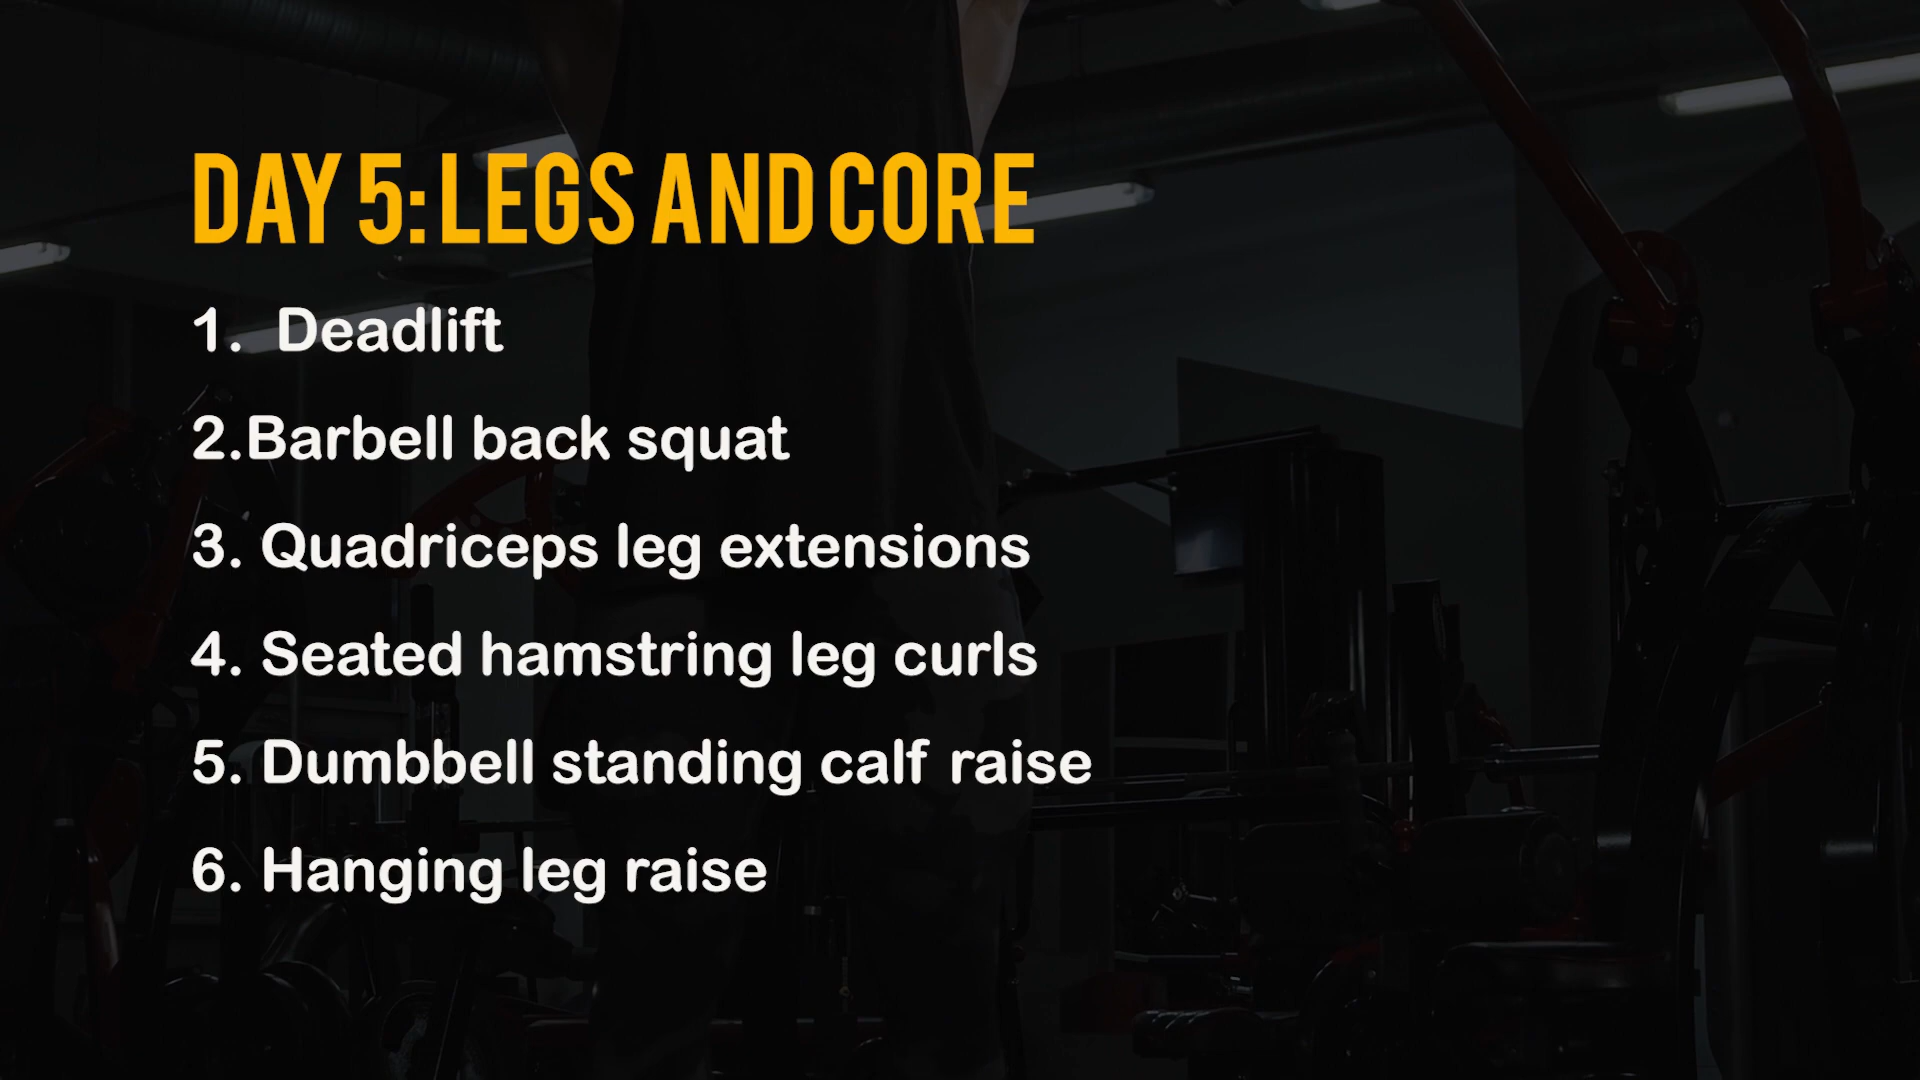 DAY 5: LEGS AND CORE
1. Deadlift
2.Barbell back squat
3. Quadriceps leg extensions
4. Seated hamstring leg curls
5. Dumbbell standing calf raise
6. Hanging leg raise